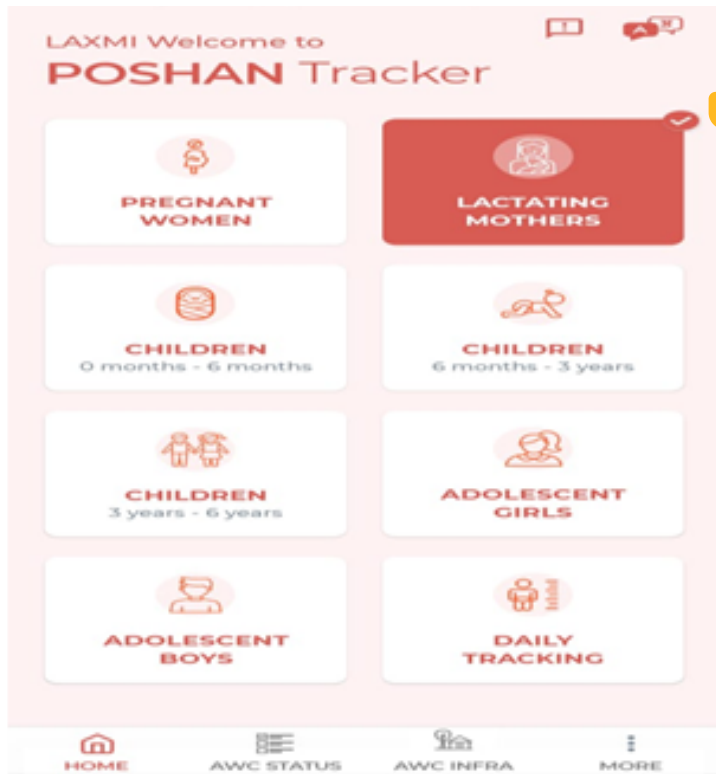 LAXMI Welcome to
POSHAN Tracker
PREGNANT
WOMEN
LACTATING
MOTHERS
CHILDREN
0 months - 6 months
CHILDREN
6 months - 3 years
CHILDREN
3 years - 6 years
ADOLESCENT
GIRLS
ADOLESCENT
BOYS
DAILY
TRACKING
HOME
AWC STATUS
AWC INFRA
MORE